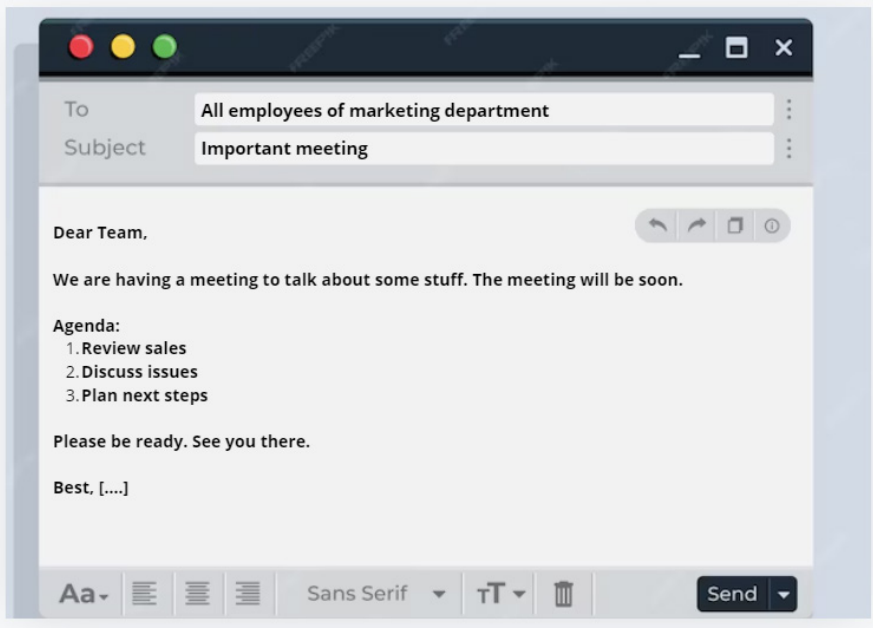 To
All employees of marketing department
Subject
Important meeting
Dear Team,
We are having a meeting to talk about some stuff. The meeting will be soon.
Agenda:
1. Review sales
2. Discuss issues
3. Plan next steps
Please be ready. See you there.
Best, [....]
Aa
Sans Serif
TT
Send